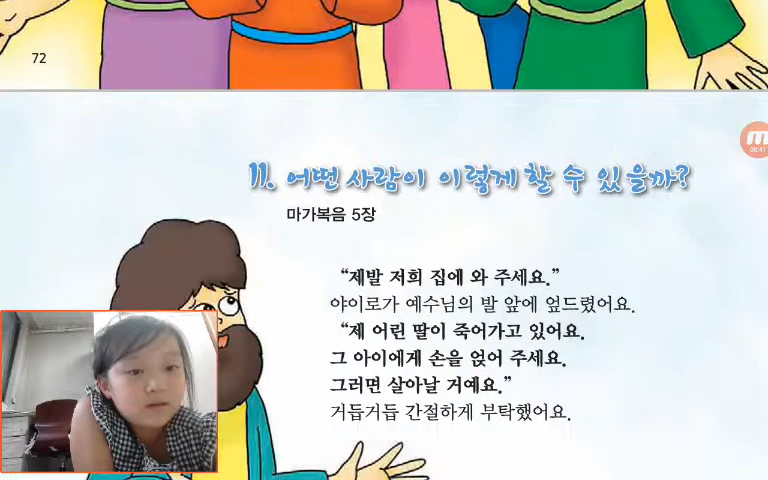 72
11. 어떤 사람이 이렇게 할 수 있을까?
마가복음 5장
“제발 저희 집에 와 주세요.”
야이로가 예수님의 발 앞에 엎드렸어요.
“제 어린 딸이 죽어가고 있어요.
그 아이에게 손을 얹어 주세요.
그러면 살아날 거예요.”
거듭거듭 간절하게 부탁했어요.
m
00:41